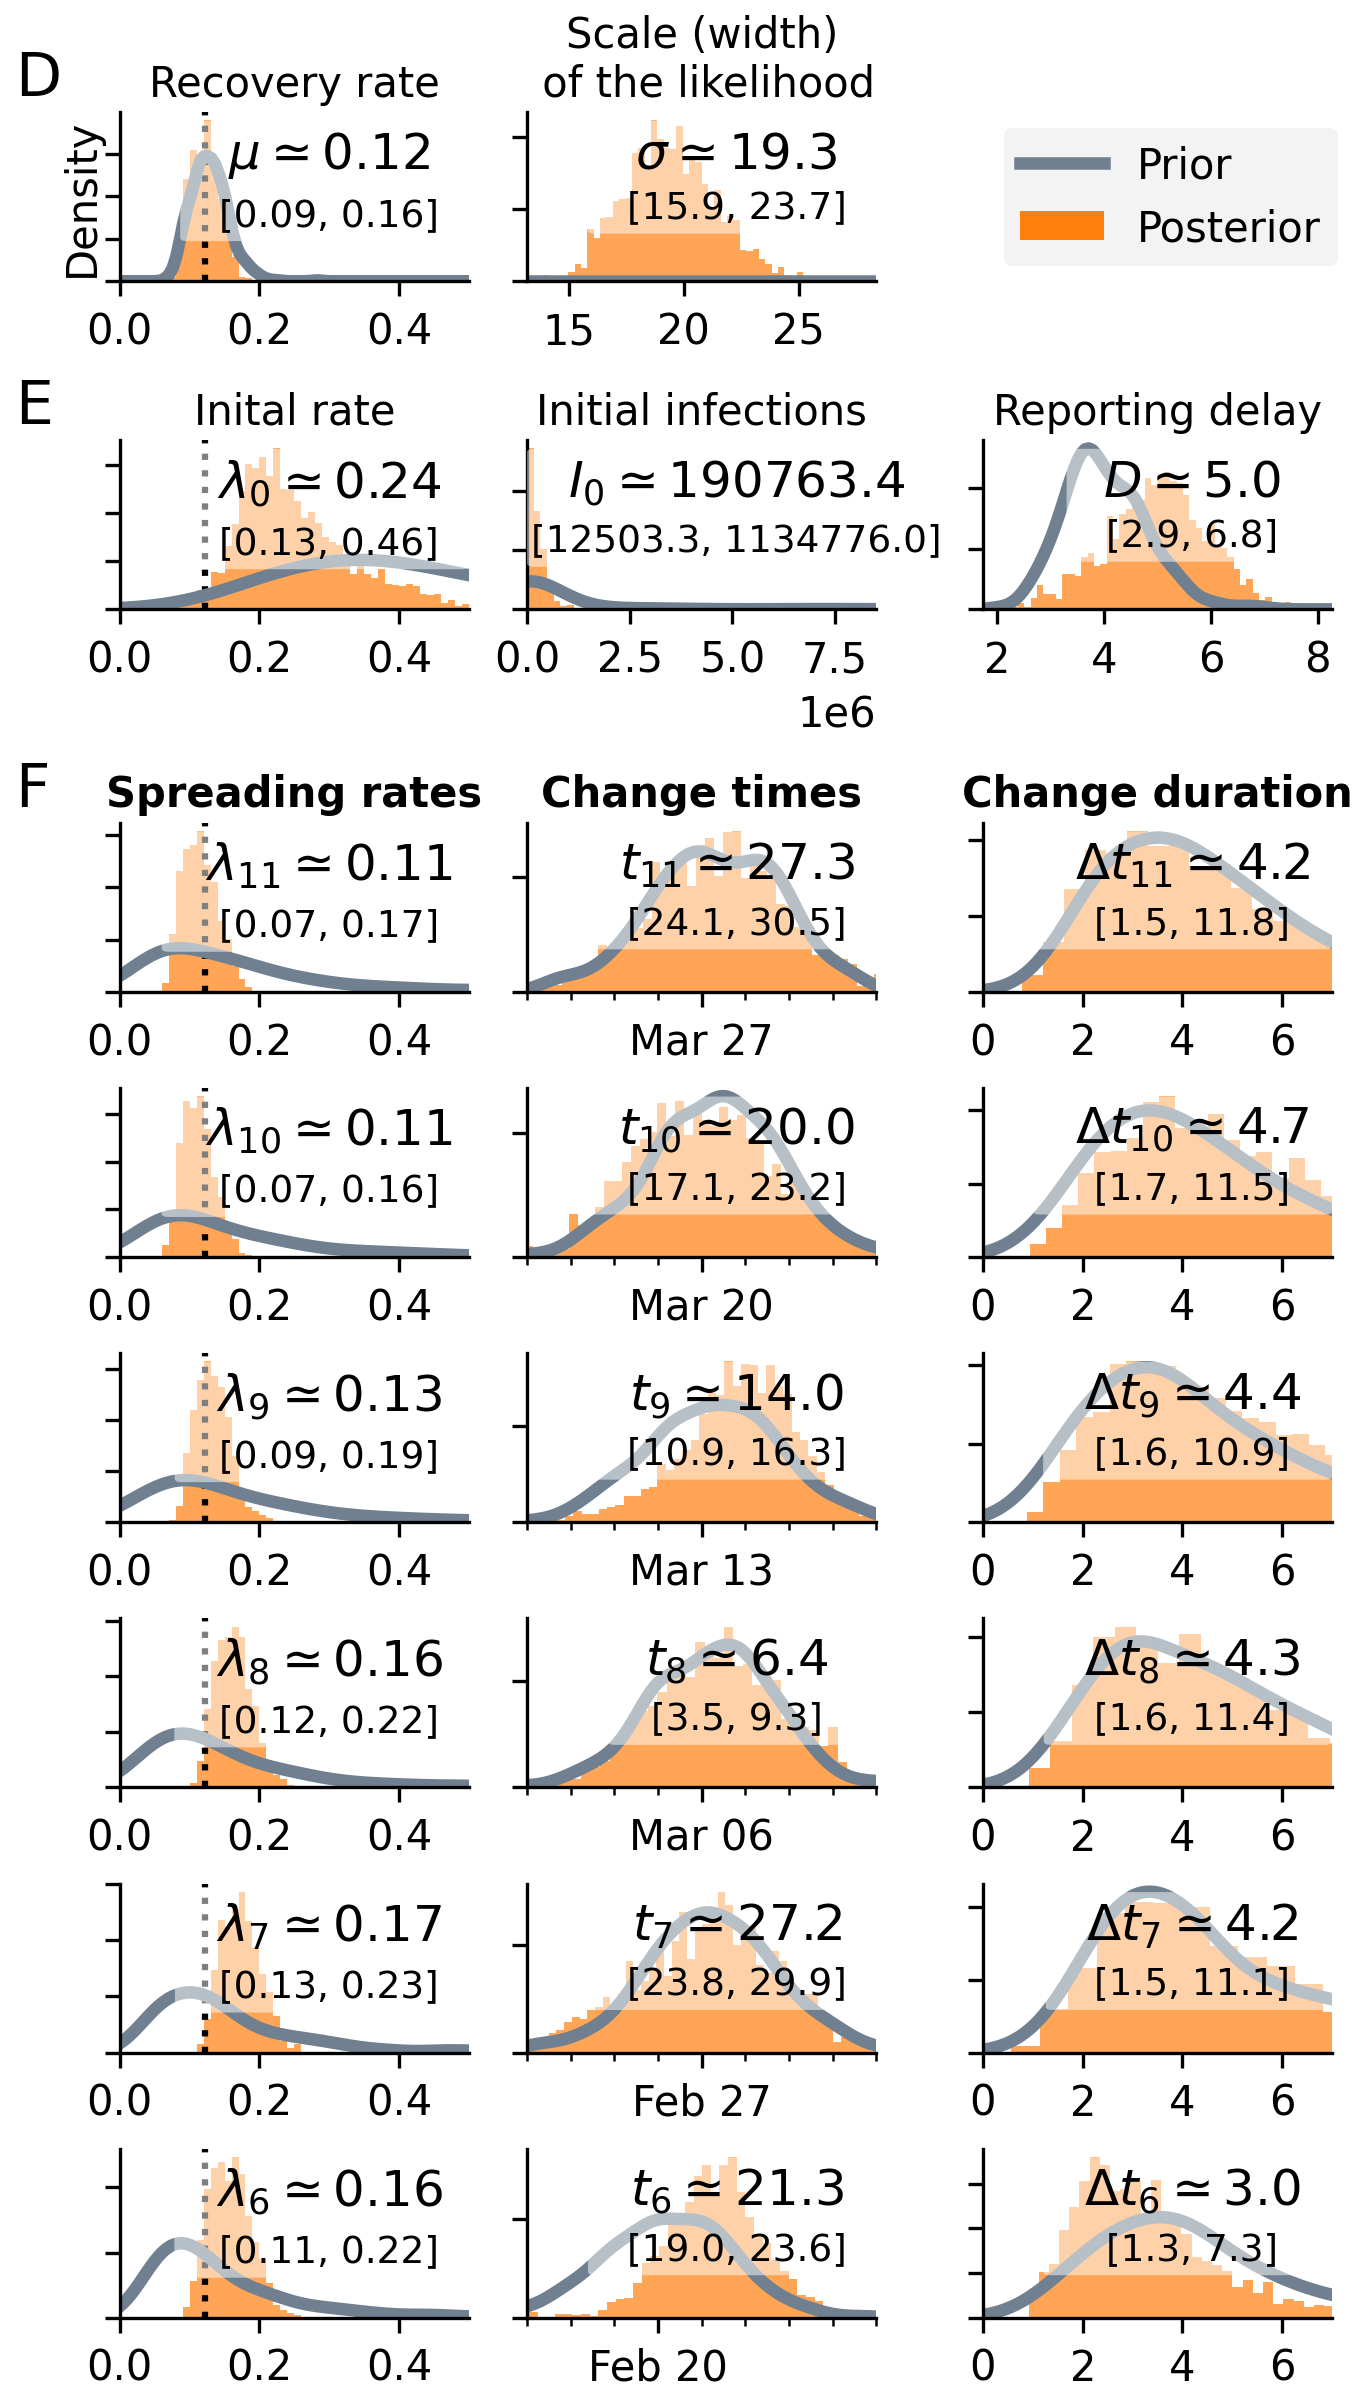 D
Recovery rate
Scale (width)
of the likelihood
Density
μ ≃ 0.12
[0.09, 0.16]
σ ≃ 19.3
[15.9, 23.7]
Prior
Posterior
0.0 0.2 0.4
15 20 25
E
Inital rate
Initial infections
Reporting delay
λ0 ≃ 0.24
[0.13, 0.46]
I0 ≃ 190763.4
[12503.3, 1134776.0]
D ≃ 5.0
[2.9, 6.8]
0.0 0.2 0.4
0.0 2.5 5.0 7.5
1e6
2 4 6 8
F
Spreading rates
Change times
Change duration
λ11 ≃ 0.11
[0.07, 0.17]
t11 ≃ 27.3
[24.1, 30.5]
Δt11 ≃ 4.2
[1.5, 11.8]
0.0 0.2 0.4
Mar 27
0 2 4 6
λ10 ≃ 0.11
[0.07, 0.16]
t10 ≃ 20.0
[17.1, 23.2]
Δt10 ≃ 4.7
[1.7, 11.5]
0.0 0.2 0.4
Mar 20
0 2 4 6
λ9 ≃ 0.13
[0.09, 0.19]
t9 ≃ 14.0
[10.9, 16.3]
Δt9 ≃ 4.4
[1.6, 10.9]
0.0 0.2 0.4
Mar 13
0 2 4 6
λ8 ≃ 0.16
[0.12, 0.22]
t8 ≃ 6.4
[3.5, 9.3]
Δt8 ≃ 4.3
[1.6, 11.4]
0.0 0.2 0.4
Mar 06
0 2 4 6
λ7 ≃ 0.17
[0.13, 0.23]
t7 ≃ 27.2
[23.8, 29.9]
Δt7 ≃ 4.2
[1.5, 11.1]
0.0 0.2 0.4
Feb 27
0 2 4 6
λ6 ≃ 0.16
[0.11, 0.22]
t6 ≃ 21.3
[19.0, 23.6]
Δt6 ≃ 3.0
[1.3, 7.3]
0.0 0.2 0.4
Feb 20
0 2 4 6